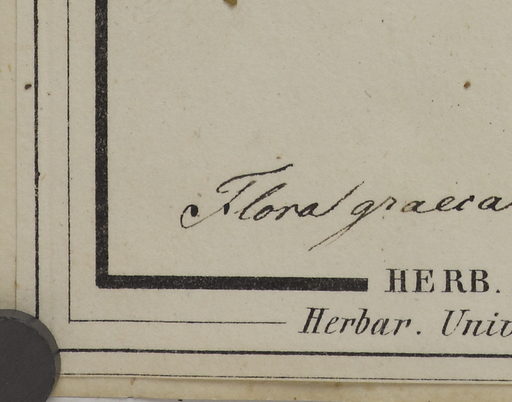 Flora graeca
HERB.
Herbar. Univ